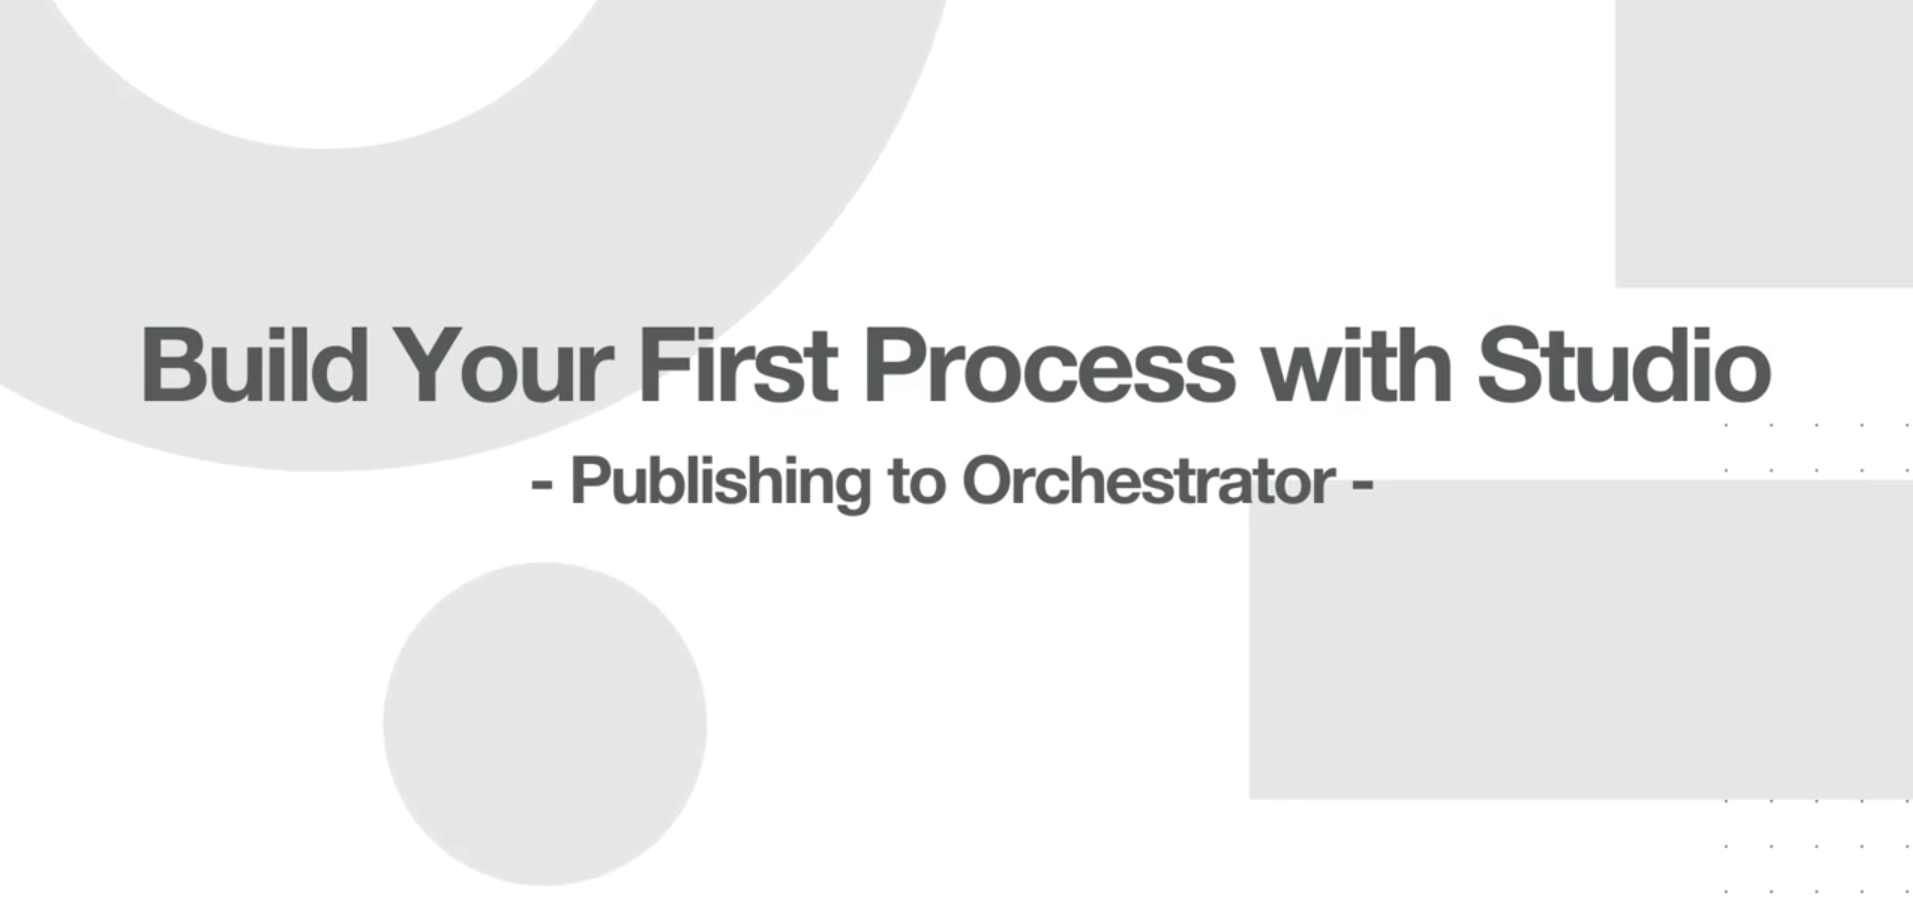 Build Your First Process with Studio
- Publishing to Orchestrator -